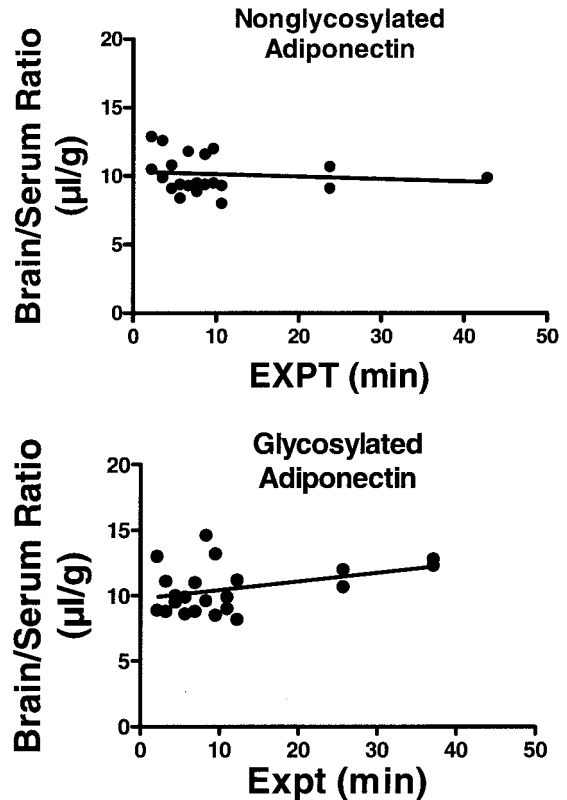 Nonglycosylated
Adiponectin
20
15
10
5
0
Brain/Serum Ratio
(µl/g)
0 10 20 30 40 50
EXPT (min)
Glycosylated
Adiponectin
20
15
10
5
0
Brain/Serum Ratio
(µl/g)
0 10 20 30 40 50
Expt (min)